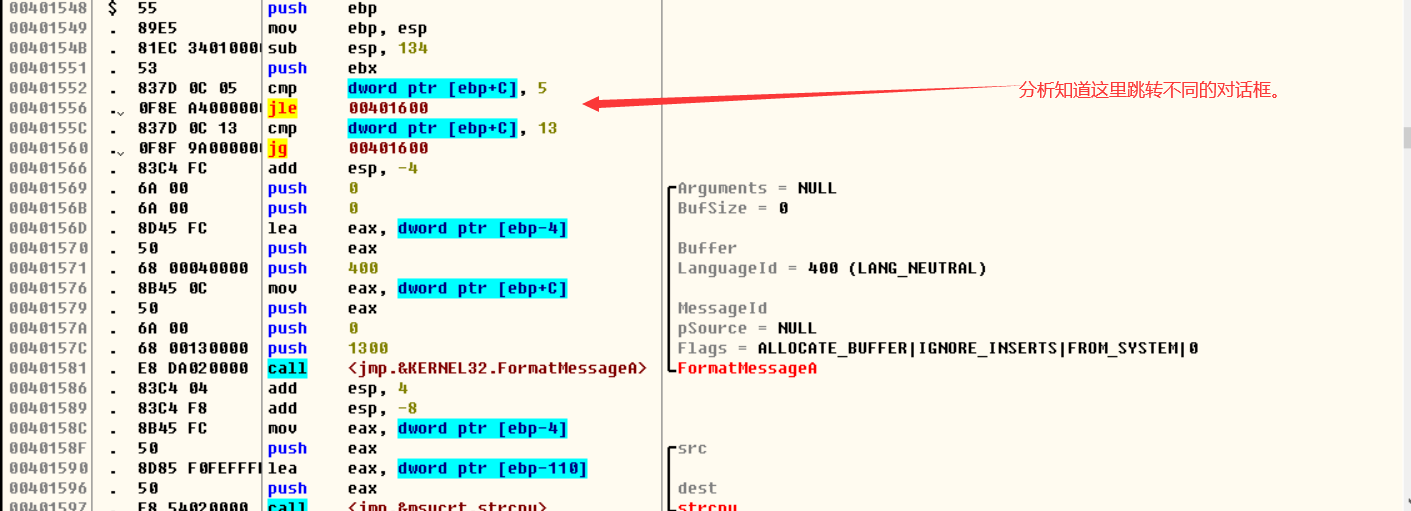 00401548 $ 55 push ebp
00401549 . 89E5 mov ebp, esp
0040154B . 81EC 3401000 sub esp, 134
00401551 . 53 push ebx
00401552 . 837D 0C 05 cmp dword ptr [ebp+C], 5
00401556 . 0F8E A400000 jle 00401600 分析知道这里跳转不同的对话框。
0040155C . 837D 0C 13 cmp dword ptr [ebp+C], 13
00401560 . 0F8F 9A00000 jg 00401600
00401566 . 83C4 FC add esp, -4
00401569 . 6A 00 push 0 Arguments = NULL
0040156B . 6A 00 push 0 BufSize = 0
0040156D . 8D45 FC lea eax, dword ptr [ebp-4]
00401570 . 50 push eax Buffer
00401571 . 68 00040000 push 400 LanguageId = 400 (LANG_NEUTRAL)
00401576 . 8B45 0C mov eax, dword ptr [ebp+C]
00401579 . 50 push eax MessageId
0040157A . 6A 00 push 0 pSource = NULL
0040157C . 68 00130000 push 1300 Flags = ALLOCATE_BUFFER|IGNORE_INSERTS|FROM_SYSTEM|0
00401581 . E8 DA020000 call <jmp.&KERNEL32.FormatMessageA> FormatMessageA
00401586 . 83C4 04 add esp, 4
00401589 . 83C4 F8 add esp, -8
0040158C . 8B45 FC mov eax, dword ptr [ebp-4]
0040158F . 50 push eax src
00401590 . 8D85 F0FEFFF lea eax, dword ptr [ebp-110]
00401596 . 50 push eax dest
00401597 . E8 54020000 call <jmp.&msvcrt.strcpy> strcpy